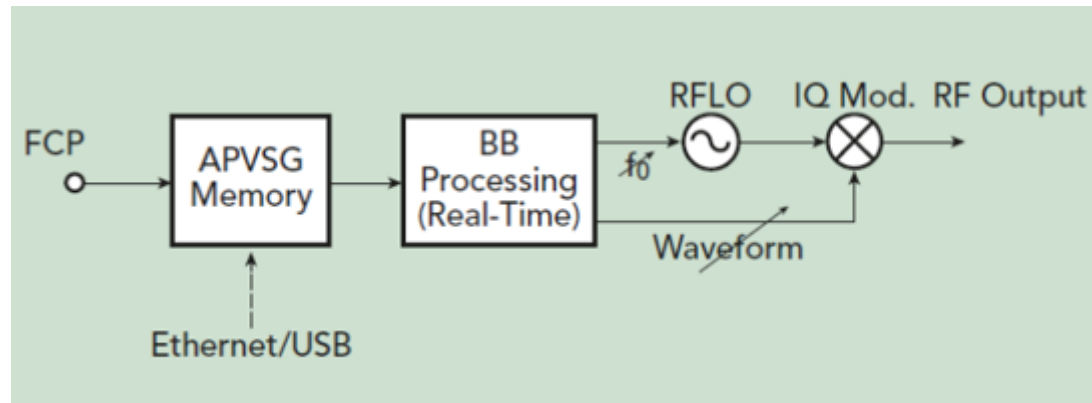 RFLO IQ Mod. RF Output
FCP
APVSG
Memory
BB
Processing
(Real-Time)
f0
Waveform
Ethernet/USB